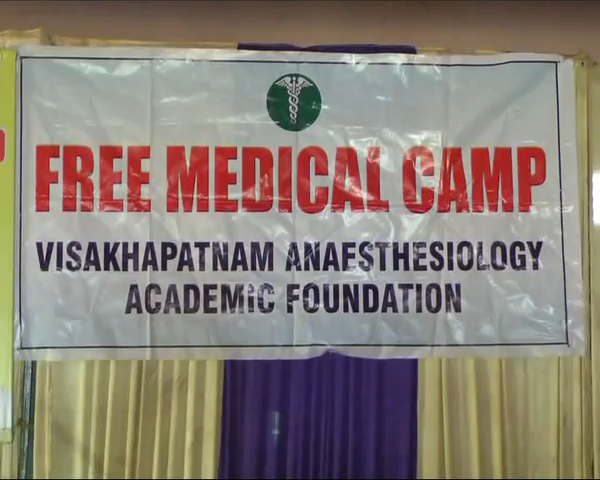 FREE MEDICAL CAMP
VISAKHAPATNAM ANAESTHESIOLOGY
ACADEMIC FOUNDATION